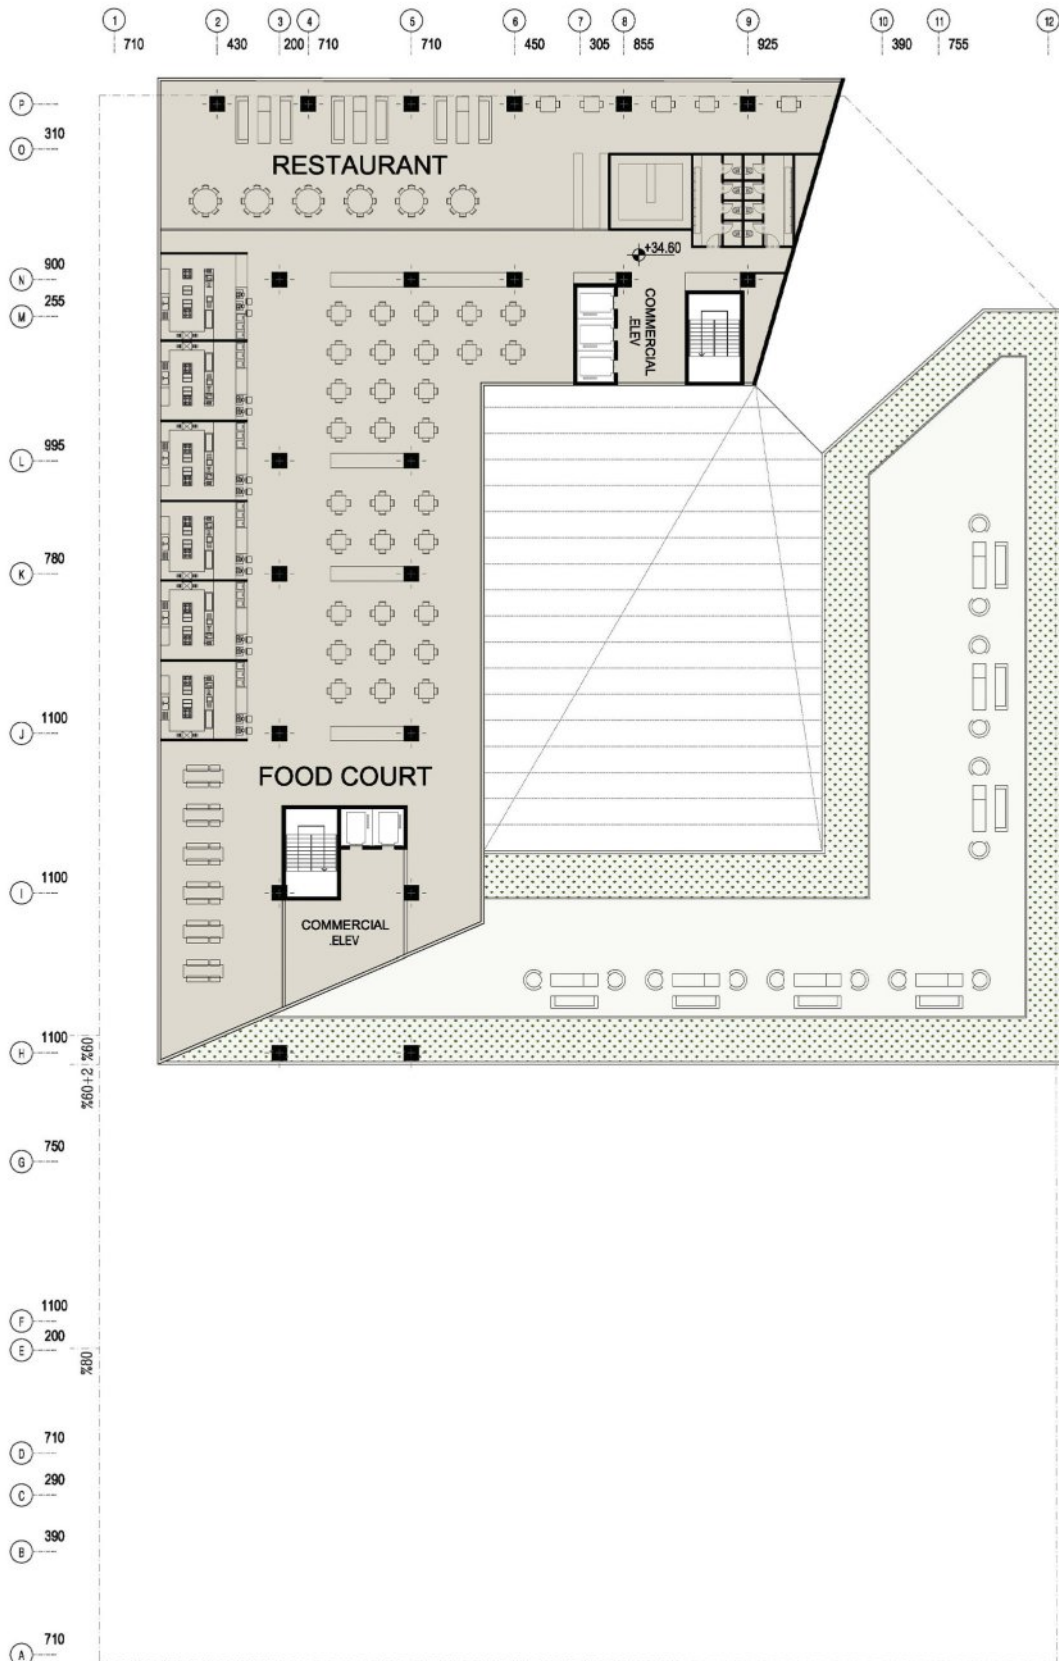 1 2 3 4 5 6 7 8 9 10 11 12
710 430 200 710 710 450 305 855 925 390 755
P
310
O
RESTAURANT
+34.60
900
N
255
M
COMMERCIAL
.ELEV
995
L
780
K
1100
J
FOOD COURT
1100
I
COMMERCIAL
.ELEV
1100
H
%60
%60+2
750
G
1100
F
200
E
%80
710
D
290
C
390
B
710
A